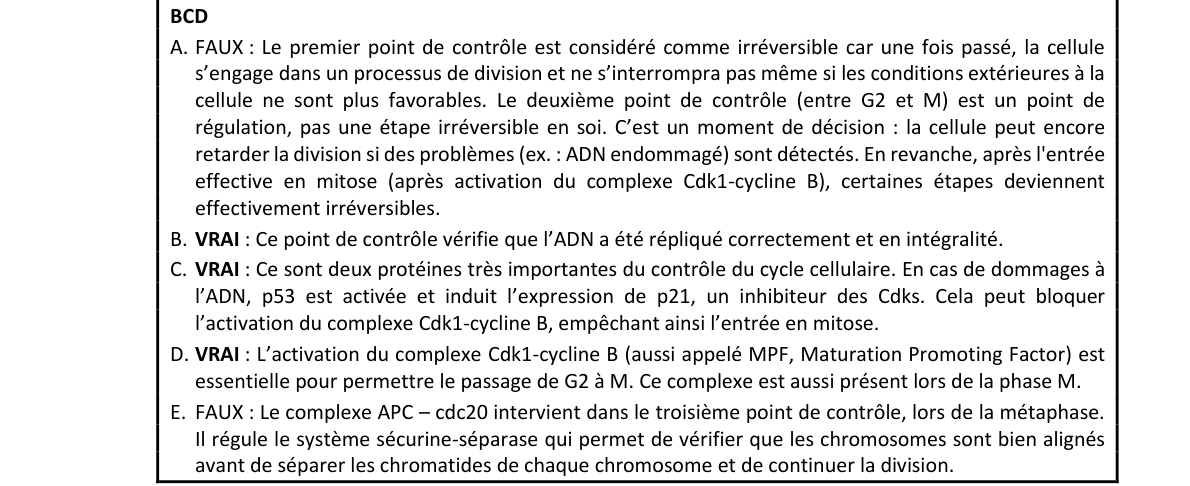 BCD
A. FAUX : Le premier point de contrôle est considéré comme irréversible car une fois passé, la cellule
s’engage dans un processus de division et ne s’interrompra pas même si les conditions extérieures à la
cellule ne sont plus favorables. Le deuxième point de contrôle (entre G2 et M) est un point de
régulation, pas une étape irréversible en soi. C’est un moment de décision : la cellule peut encore
retarder la division si des problèmes (ex. : ADN endommagé) sont détectés. En revanche, après l'entrée
effective en mitose (après activation du complexe Cdk1-cycline B), certaines étapes deviennent
effectivement irréversibles.
B. VRAI : Ce point de contrôle vérifie que l’ADN a été répliqué correctement et en intégralité.
C. VRAI : Ce sont deux protéines très importantes du contrôle du cycle cellulaire. En cas de dommages à
l’ADN, p53 est activée et induit l’expression de p21, un inhibiteur des Cdks. Cela peut bloquer
l’activation du complexe Cdk1-cycline B, empêchant ainsi l’entrée en mitose.
D. VRAI : L’activation du complexe Cdk1-cycline B (aussi appelé MPF, Maturation Promoting Factor) est
essentielle pour permettre le passage de G2 à M. Ce complexe est aussi présent lors de la phase M.
E. FAUX : Le complexe APC – cdc20 intervient dans le troisième point de contrôle, lors de la métaphase.
Il régule le système sécurine-séparase qui permet de vérifier que les chromosomes sont bien alignés
avant de séparer les chromatides de chaque chromosome et de continuer la division.